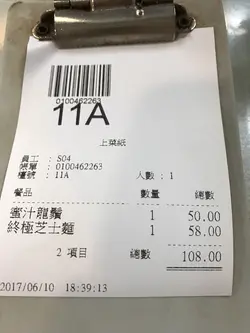 0100462263
11A
上菜紙
員工 : S04
帳單 : 0100462263
檯號 : 11A 人數 : 1
餐品 數量 總數
蜜汁龍鬚 1 50.00
終極芝士麵 1 58.00
2 項目 總數 108.00
2017/06/10 18:39:13